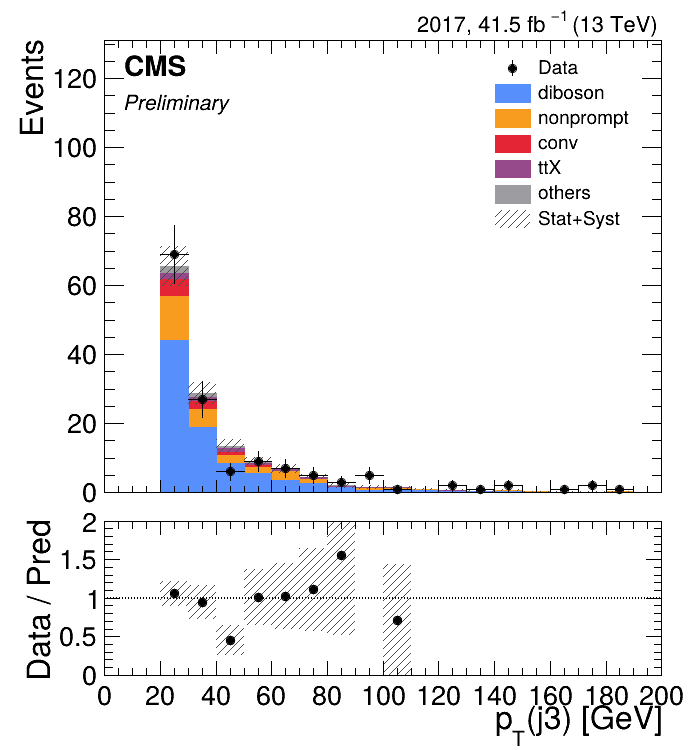 2017, 41.5 fb⁻¹ (13 TeV)
CMS
Preliminary
Events
120
100
80
60
40
20
0
Data
diboson
nonprompt
conv
ttX
others
Stat+Syst
Data / Pred
2
1.5
1
0.5
0
0 20 40 60 80 100 120 140 160 180 200
p_T(j3) [GeV]